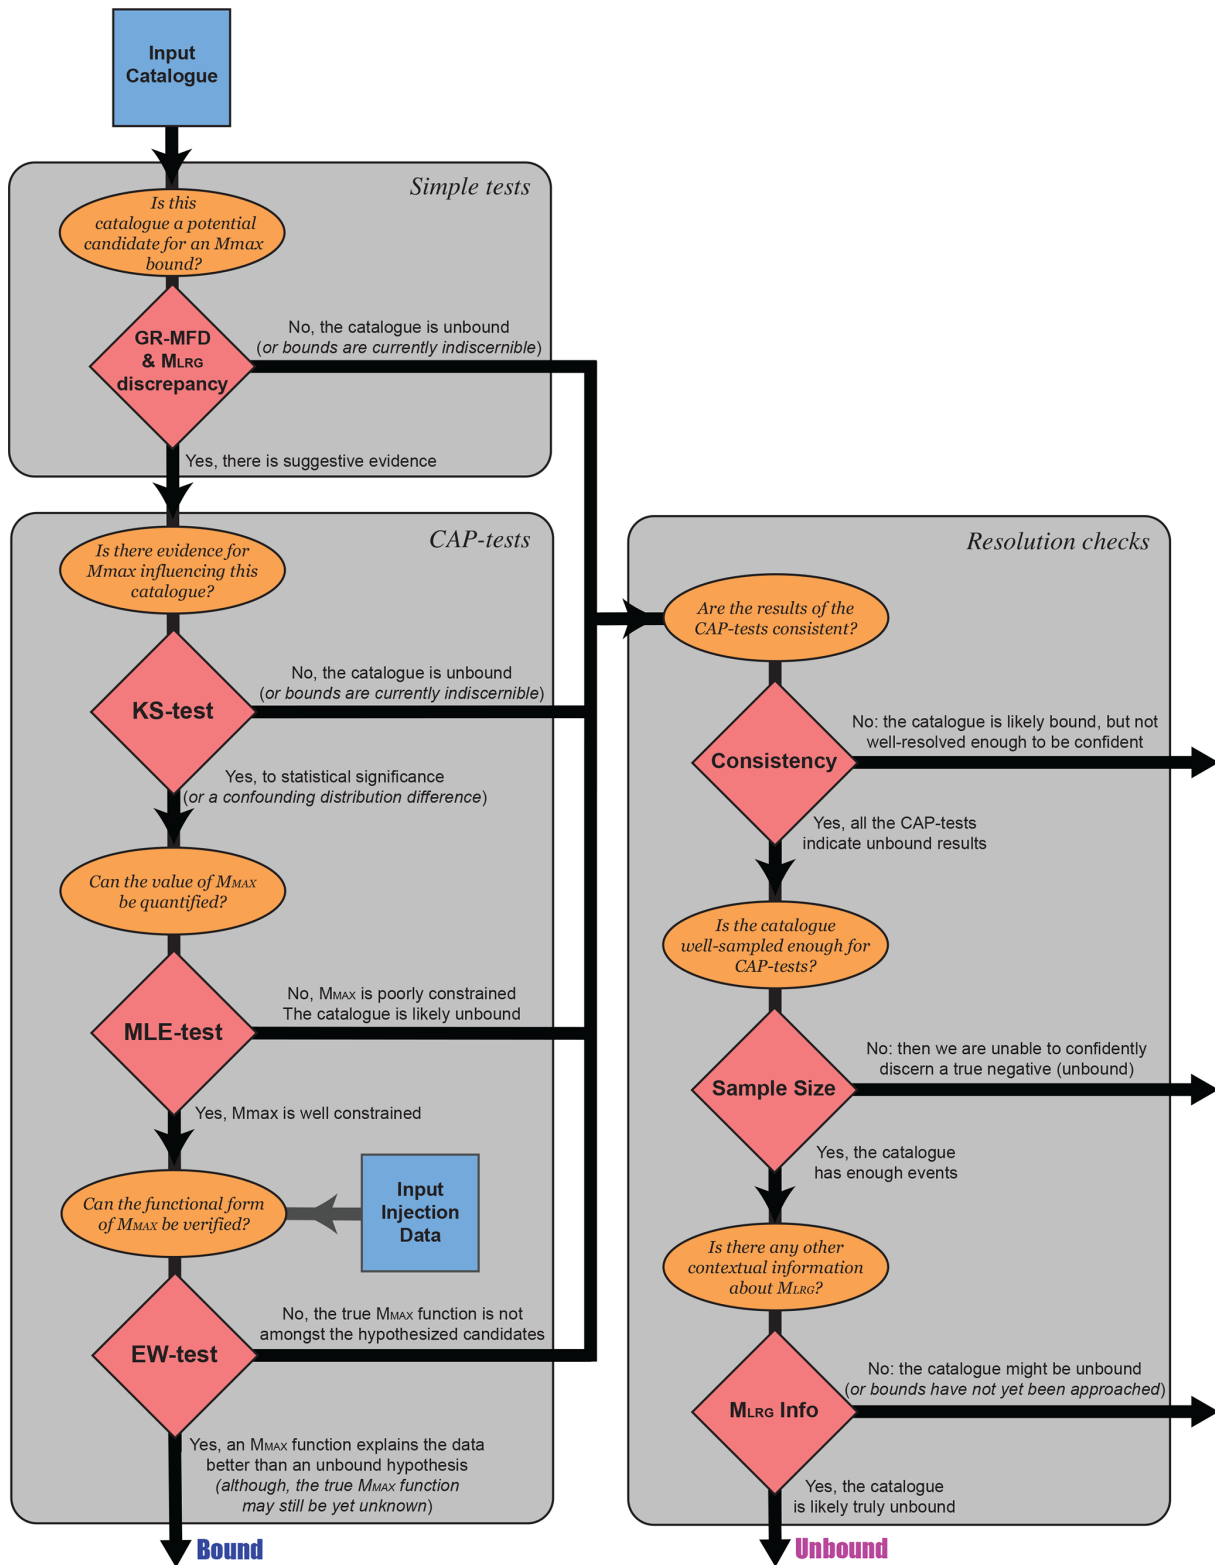 Input
Catalogue
Simple tests
Is this
catalogue a potential
candidate for an Mmax
bound?
GR-MFD
& MLRG
discrepancy
No, the catalogue is unbound
(or bounds are currently indiscernible)
Yes, there is suggestive evidence
CAP-tests
Is there evidence for
Mmax influencing this
catalogue?
KS-test
No, the catalogue is unbound
(or bounds are currently indiscernible)
Yes, to statistical significance
(or a confounding distribution difference)
Can the value of MMAX
be quantified?
MLE-test
No, MMAX is poorly constrained
The catalogue is likely unbound
Yes, Mmax is well constrained
Can the functional form
of MMAX be verified?
Input
Injection
Data
EW-test
No, the true MMAX function is not
amongst the hypothesized candidates
Yes, an MMAX function explains the data
better than an unbound hypothesis
(although, the true MMAX function
may still be yet unknown)
Bound
Resolution checks
Are the results of the
CAP-tests consistent?
Consistency
No: the catalogue is likely bound, but not
well-resolved enough to be confident
Yes, all the CAP-tests
indicate unbound results
Is the catalogue
well-sampled enough for
CAP-tests?
Sample Size
No: then we are unable to confidently
discern a true negative (unbound)
Yes, the catalogue
has enough events
Is there any other
contextual information
about MLRG?
MLRG Info
No: the catalogue might be unbound
(or bounds have not yet been approached)
Yes, the catalogue
is likely truly unbound
Unbound